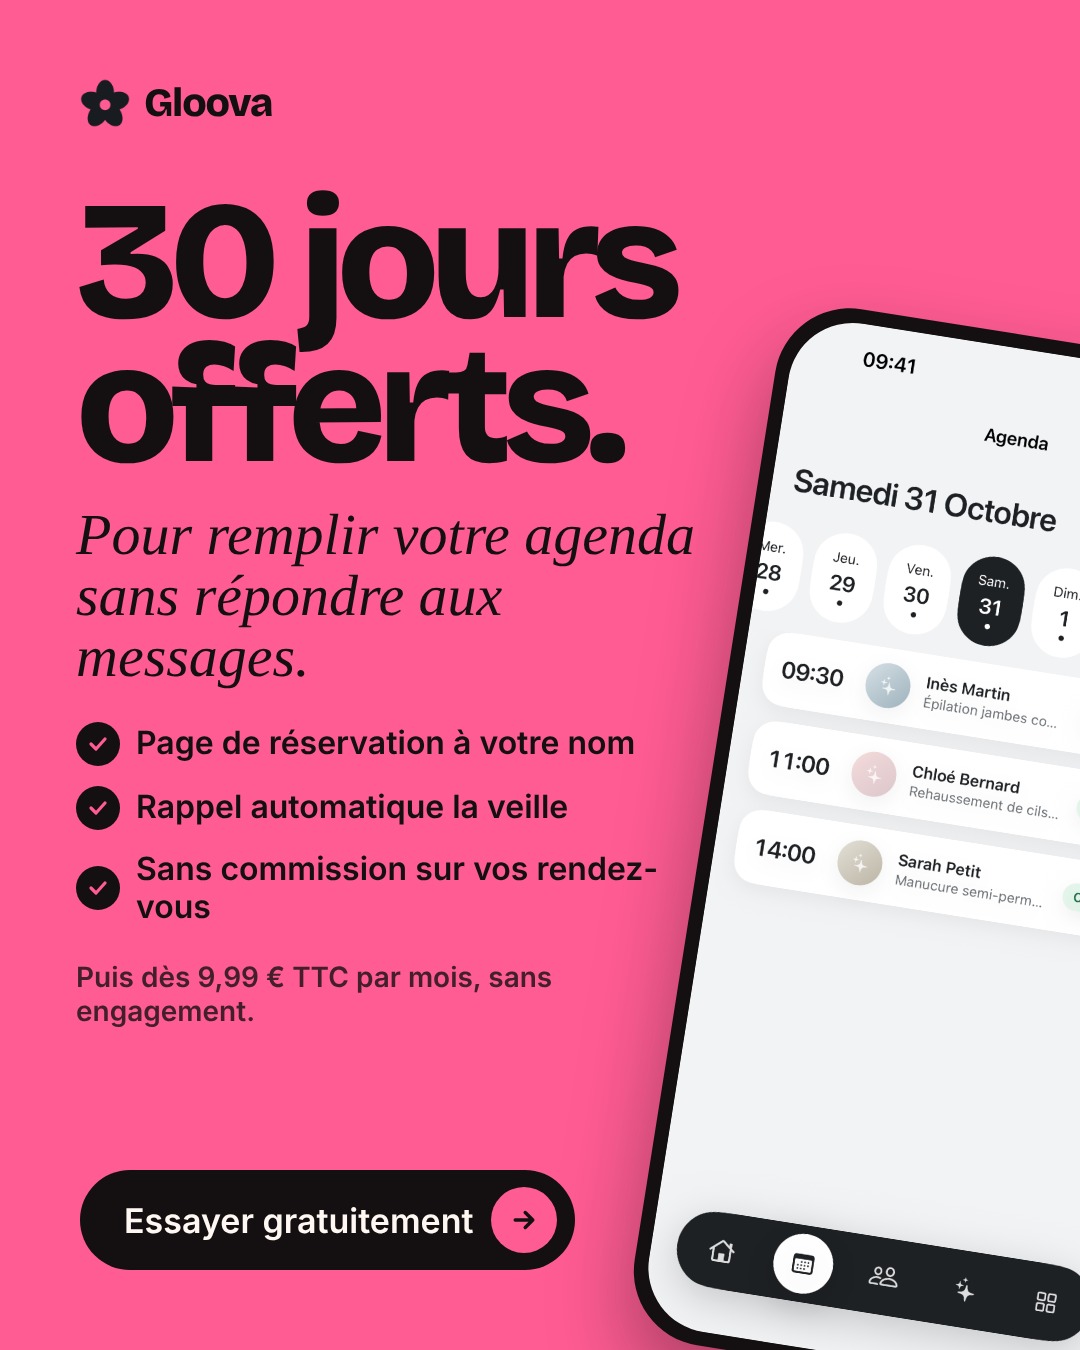 Gloova
30 jours
offerts.
Pour remplir votre agenda
sans répondre aux
messages.
Page de réservation à votre nom
Rappel automatique la veille
Sans commission sur vos rendez-
vous
Puis dès 9,99 € TTC par mois, sans
engagement.
Essayer gratuitement
09:41
Agenda
Samedi 31 Octobre
Mer.
28
Jeu.
29
Ven.
30
Sam.
31
Dim.
1
09:30
Inès Martin
Épilation jambes co...
11:00
Chloé Bernard
Rehaussement de cils...
14:00
Sarah Petit
Manucure semi-perm...